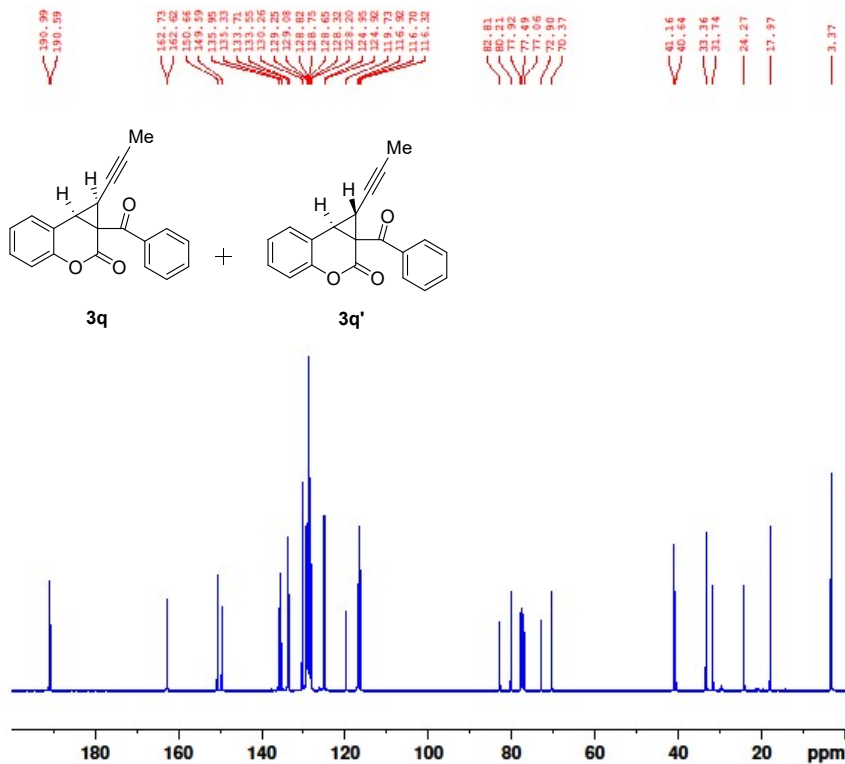 190.99
190.59
162.73
162.62
150.66
149.59
135.95
135.33
133.71
133.55
130.26
129.25
129.08
128.82
128.75
128.65
128.32
128.20
124.95
124.92
119.73
116.92
116.70
116.32
82.81
80.21
77.92
77.49
77.06
72.90
70.37
41.16
40.64
33.36
31.74
24.27
17.97
3.37
Me
H
H
O
O
O
3q
+
Me
H
H
O
O
O
3q'
180 160 140 120 100 80 60 40 20 ppm